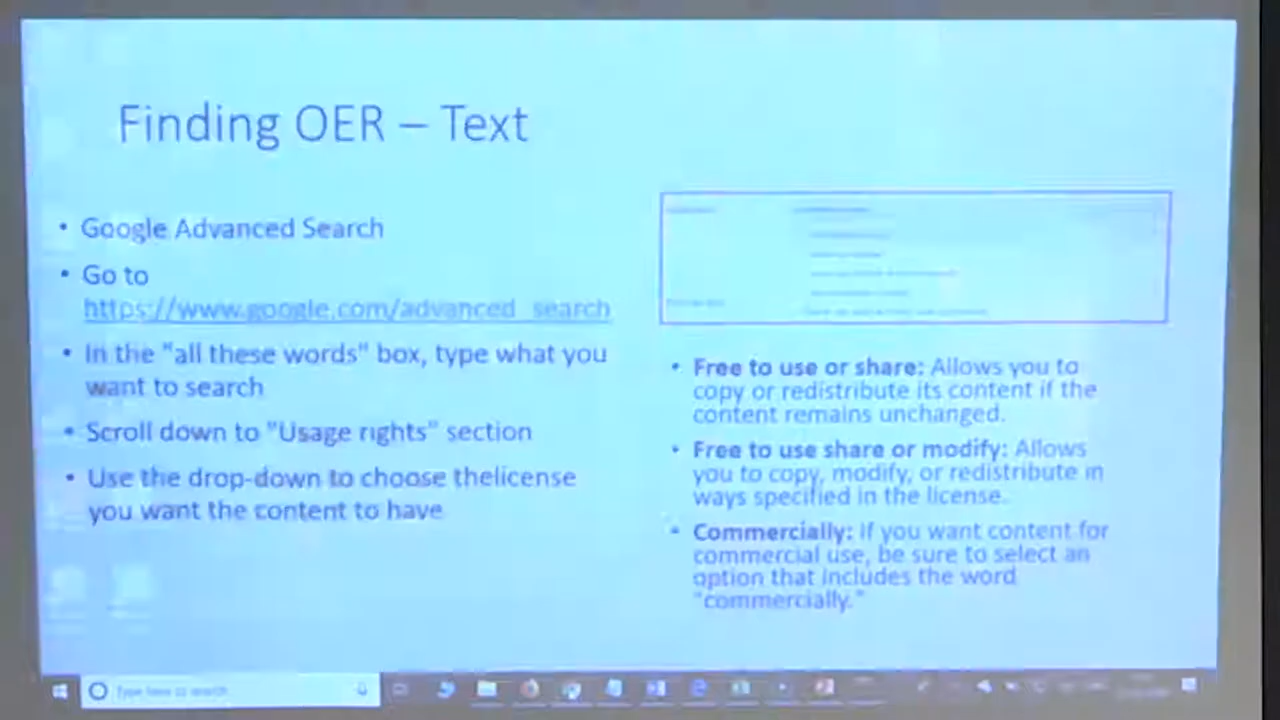 Finding OER – Text
• Google Advanced Search
• Go to
https://www.google.com/advanced_search
• In the "all these words" box, type what you
want to search
• Scroll down to "Usage rights" section
• Use the drop-down to choose thelicense
you want the content to have
• Free to use or share: Allows you to
copy or redistribute its content if the
content remains unchanged.
• Free to use share or modify: Allows
you to copy, modify, or redistribute in
ways specified in the license.
• Commercially: If you want content for
commercial use, be sure to select an
option that includes the word
"commercially."
Type here to search